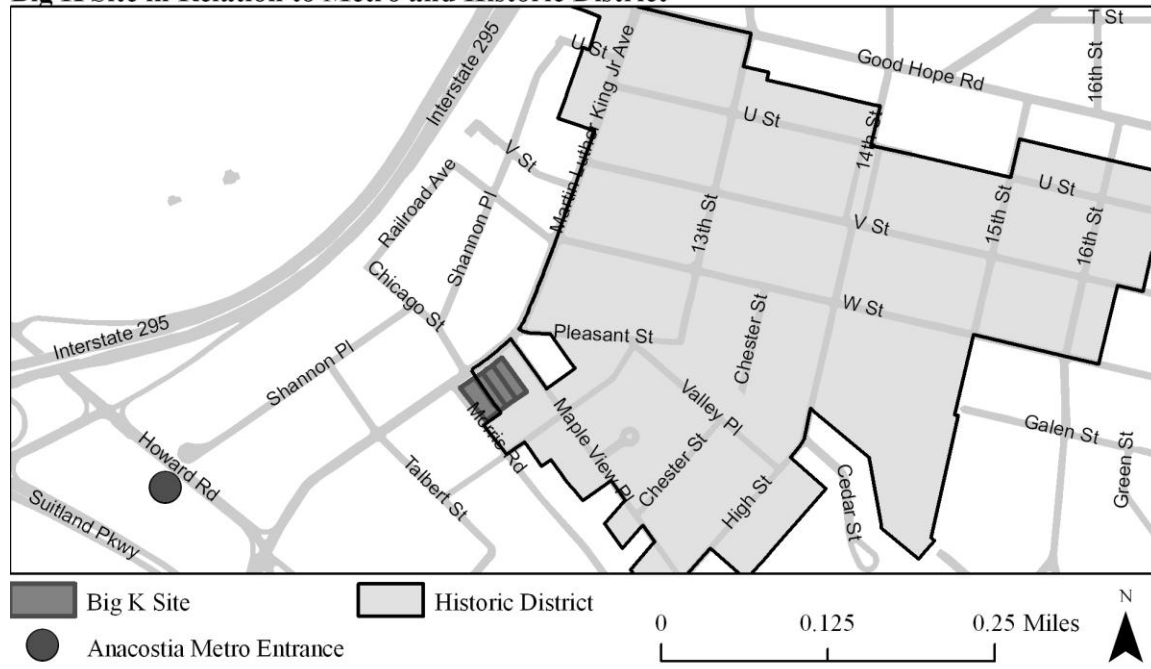 Big K Site in Relation to Metro and Historic District
T St
16th St
Good Hope Rd
Interstate 295
U St
Martin Luther King Jr Ave
U St
14th St
V St
Railroad Ave
Shannon Pl
13th St
V St
15th St
U St
16th St
Chicago St
Interstate 295
Shannon Pl
Pleasant St
Chester St
W St
Valley Pl
Maple View Pl
Morris Rd
Howard Rd
Suitland Pkwy
Talbert St
Chester St
High St
Cedar St
Galen St
Green St
Big K Site
Historic District
Anacostia Metro Entrance
0
0.125
0.25 Miles
N